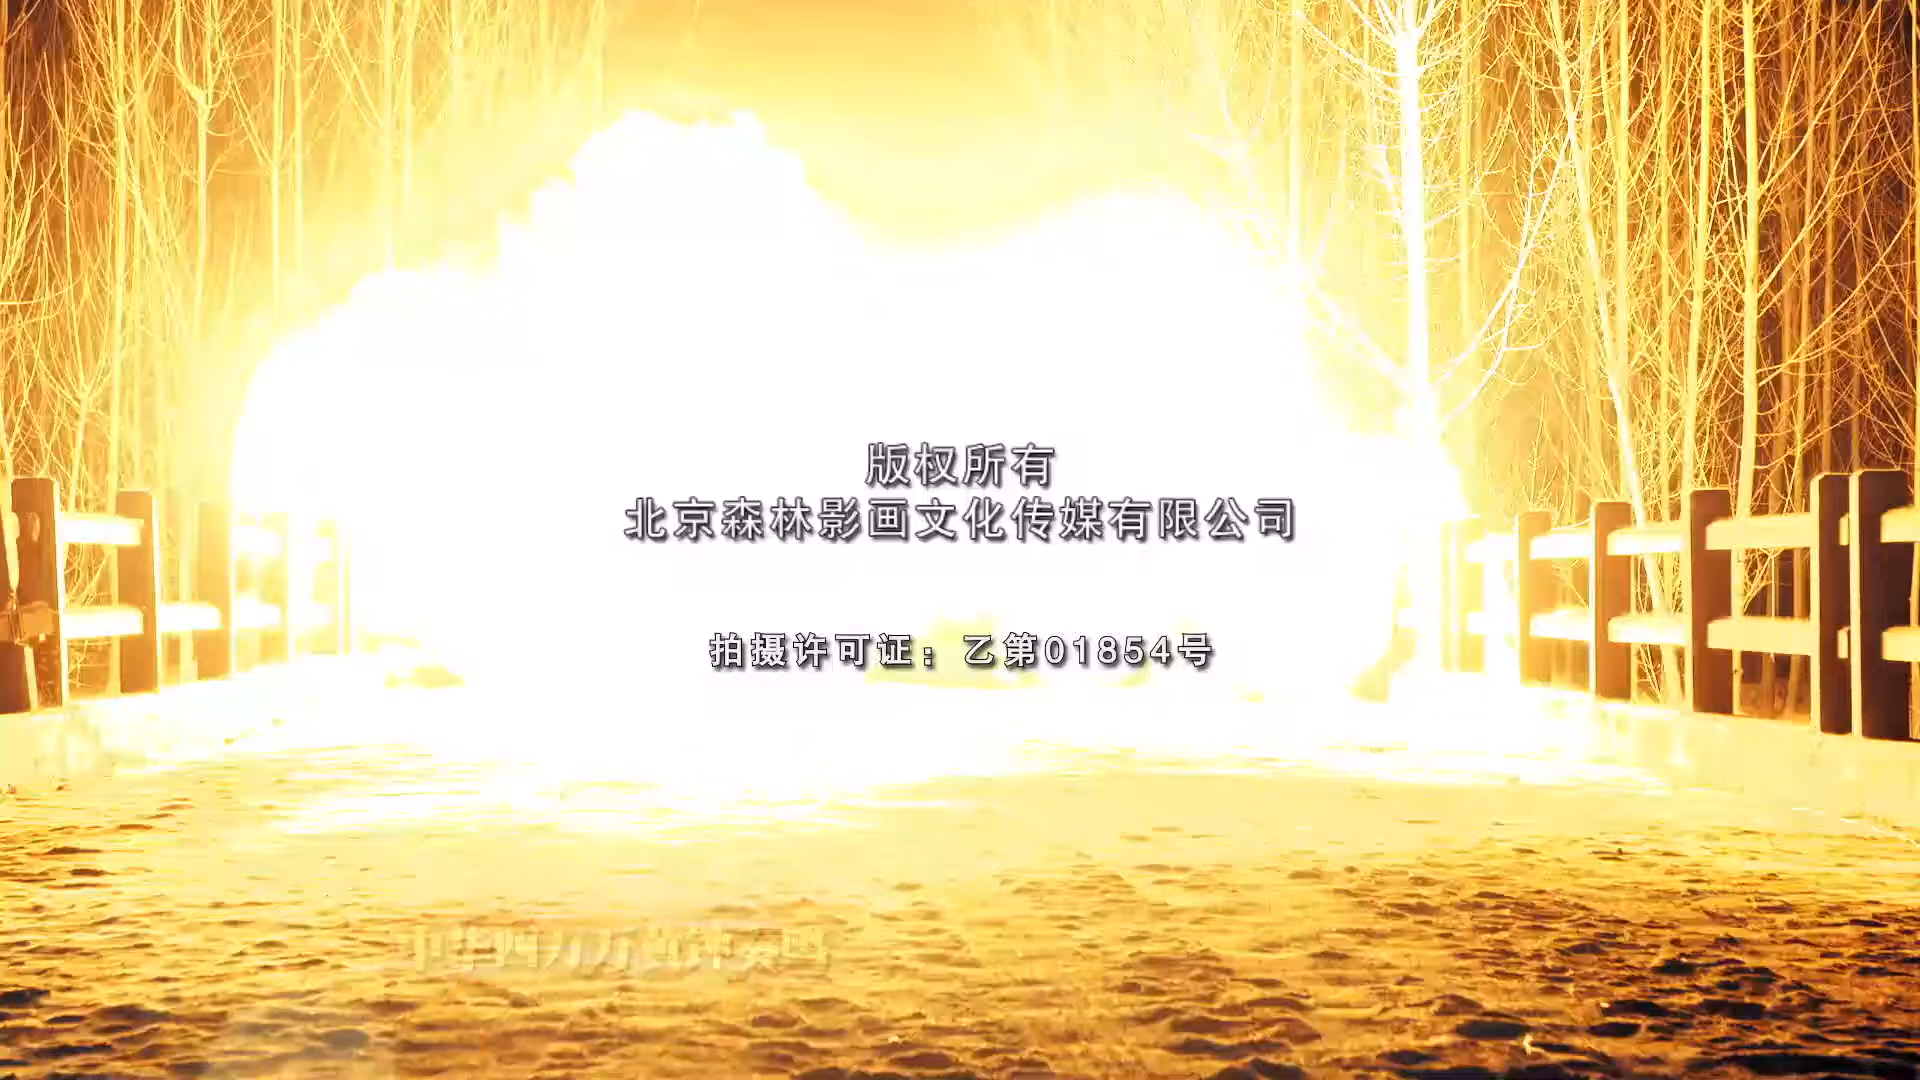 版权所有
北京森林影画文化传媒有限公司
拍摄许可证：乙第01854号